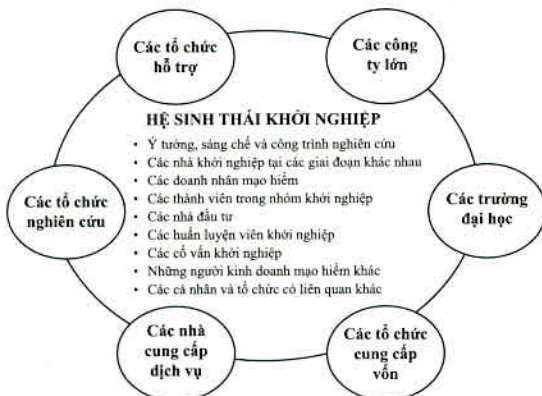 Các tổ chức
hỗ trợ
Các công
ty lớn
HỆ SINH THÁI KHỞI NGHIỆP
• Ý tưởng, sáng chế và công trình nghiên cứu
• Các nhà khởi nghiệp tại các giai đoạn khác nhau
• Các doanh nhân mạo hiểm
• Các thành viên trong nhóm khởi nghiệp
• Các nhà đầu tư
• Các huấn luyện viên khởi nghiệp
• Các cố vấn khởi nghiệp
• Những người kinh doanh mạo hiểm khác
• Các cá nhân và tổ chức có liên quan khác
Các tổ chức
nghiên cứu
Các trường
đại học
Các nhà
cung cấp
dịch vụ
Các tổ chức
cung cấp
vốn